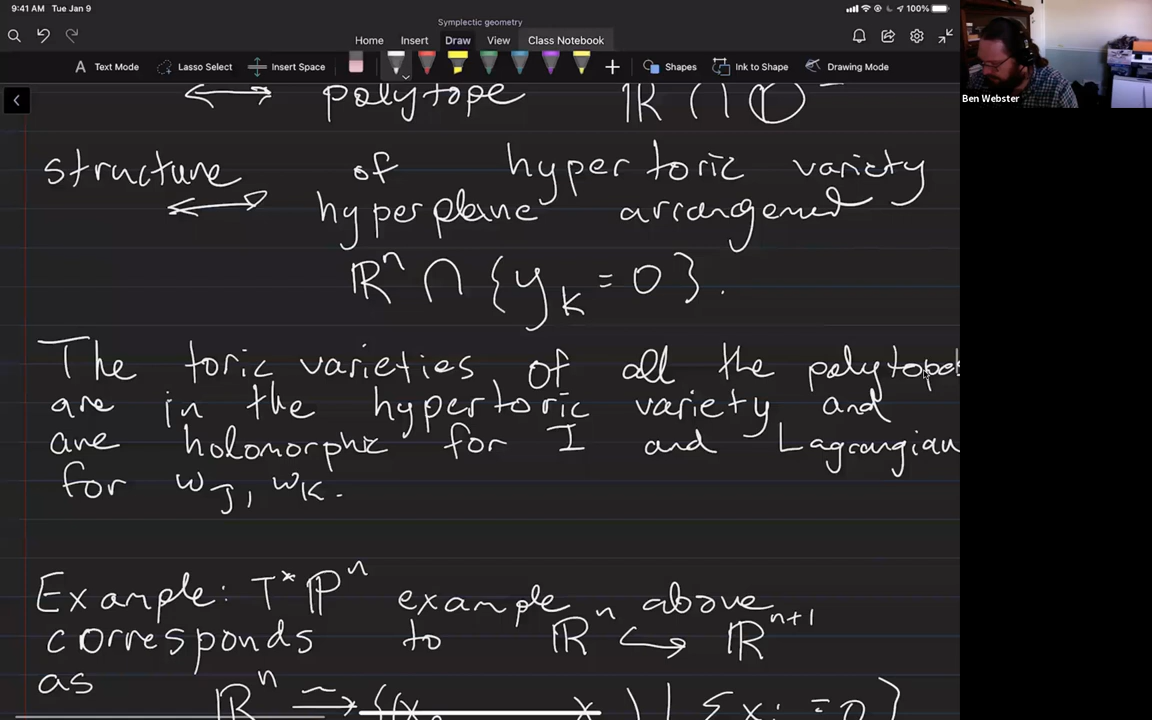 9:41 AM Tue Jan 9
100%
Symplectic geometry
Home Insert Draw View Class Notebook
Text Mode Lasso Select Insert Space Shapes Ink to Shape Drawing Mode
Ben Webster
polytope
structure of hypertoric variety
hyperplane arrangement
ℝⁿ ∩ {yₖ = 0}.
The toric varieties of all the polytopes
are in the hypertoric variety and
are holomorphic for I and Lagrangian
for ω_J, ω_K.
Example: T*ℙⁿ example above
corresponds to ℝⁿ ↪ ℝⁿ⁺¹
as